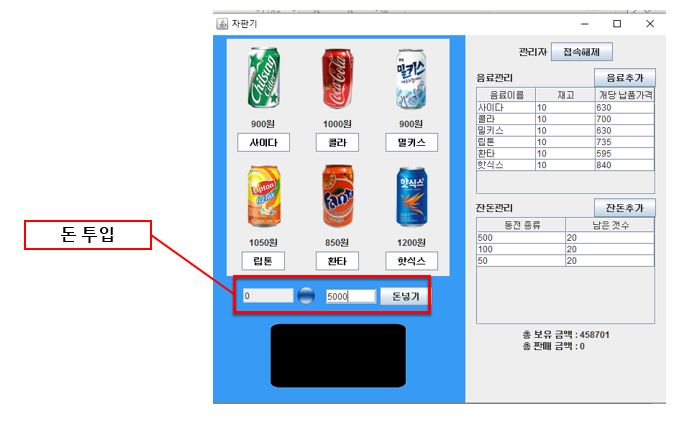 자판기
관리자 접속해제
900원 1000원 900원
사이다 콜라 밀키스
1050원 850원 1200원
립톤 환타 핫식스
돈 투입
0 5000 돈넣기
음료관리 음료추가
음료이름 재고 개당 납품가격
사이다 10 630
콜라 10 700
밀키스 10 630
립톤 10 735
환타 10 595
핫식스 10 840
잔돈관리 잔돈추가
동전 종류 남은 갯수
500 20
100 20
50 20
총 보유 금액 : 458701
총 판매 금액 : 0
Chilsung Cider
Coca-Cola
밀키스
Lipton
Fanta
핫식스